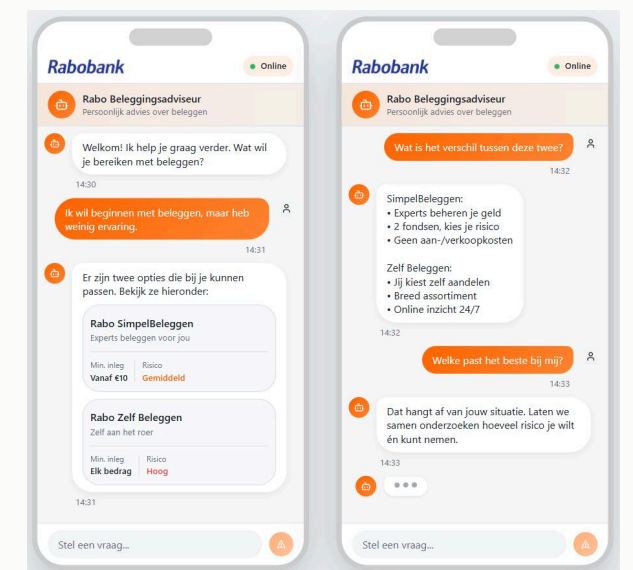 Rabobank
Online
Rabo Beleggingsadviseur
Persoonlijk advies over beleggen
Welkom! Ik help je graag verder. Wat wil
je bereiken met beleggen?
14:30
Ik wil beginnen met beleggen, maar heb
weinig ervaring.
14:31
Er zijn twee opties die bij je kunnen
passen. Bekijk ze hieronder:
Rabo SimpelBeleggen
Experts beleggen voor jou
Min. inleg Risico
Vanaf €10 Gemiddeld
Rabo Zelf Beleggen
Zelf aan het roer
Min. inleg Risico
Elk bedrag Hoog
14:31
Stel een vraag...
Rabobank
Online
Rabo Beleggingsadviseur
Persoonlijk advies over beleggen
Wat is het verschil tussen deze twee?
14:32
SimpelBeleggen:
• Experts beheren je geld
• 2 fondsen, kies je risico
• Geen aan-/verkoopkosten
Zelf Beleggen:
• Jij kiest zelf aandelen
• Breed assortiment
• Online inzicht 24/7
14:32
Welke past het beste bij mij?
14:33
Dat hangt af van jouw situatie. Laten we
samen onderzoeken hoeveel risico je wilt
én kunt nemen.
14:33
Stel een vraag...